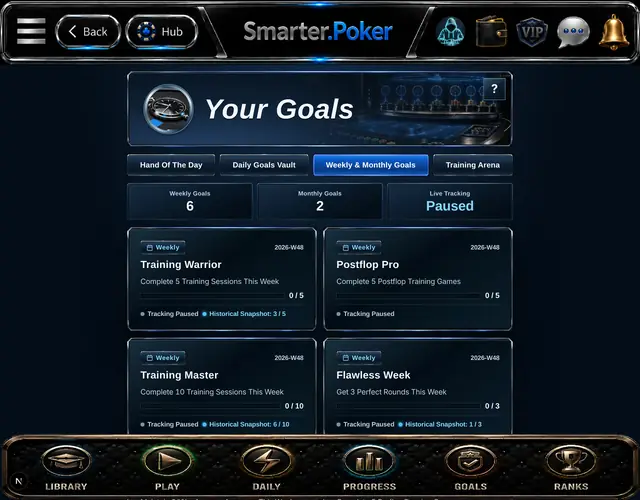 Back
Hub
Smarter.Poker
VIP
Your Goals
?
Hand Of The Day
Daily Goals Vault
Weekly & Monthly Goals
Training Arena
Weekly Goals
6
Monthly Goals
2
Live Tracking
Paused
Weekly
2026-W48
Training Warrior
Complete 5 Training Sessions This Week
0 / 5
Tracking Paused
Historical Snapshot: 3 / 5
Weekly
2026-W48
Postflop Pro
Complete 5 Postflop Training Games
0 / 5
Tracking Paused
Weekly
2026-W48
Training Master
Complete 10 Training Sessions This Week
0 / 10
Tracking Paused
Historical Snapshot: 6 / 10
Weekly
2026-W48
Flawless Week
Get 3 Perfect Rounds This Week
0 / 3
Tracking Paused
Historical Snapshot: 1 / 3
N
LIBRARY
PLAY
DAILY
PROGRESS
GOALS
RANKS